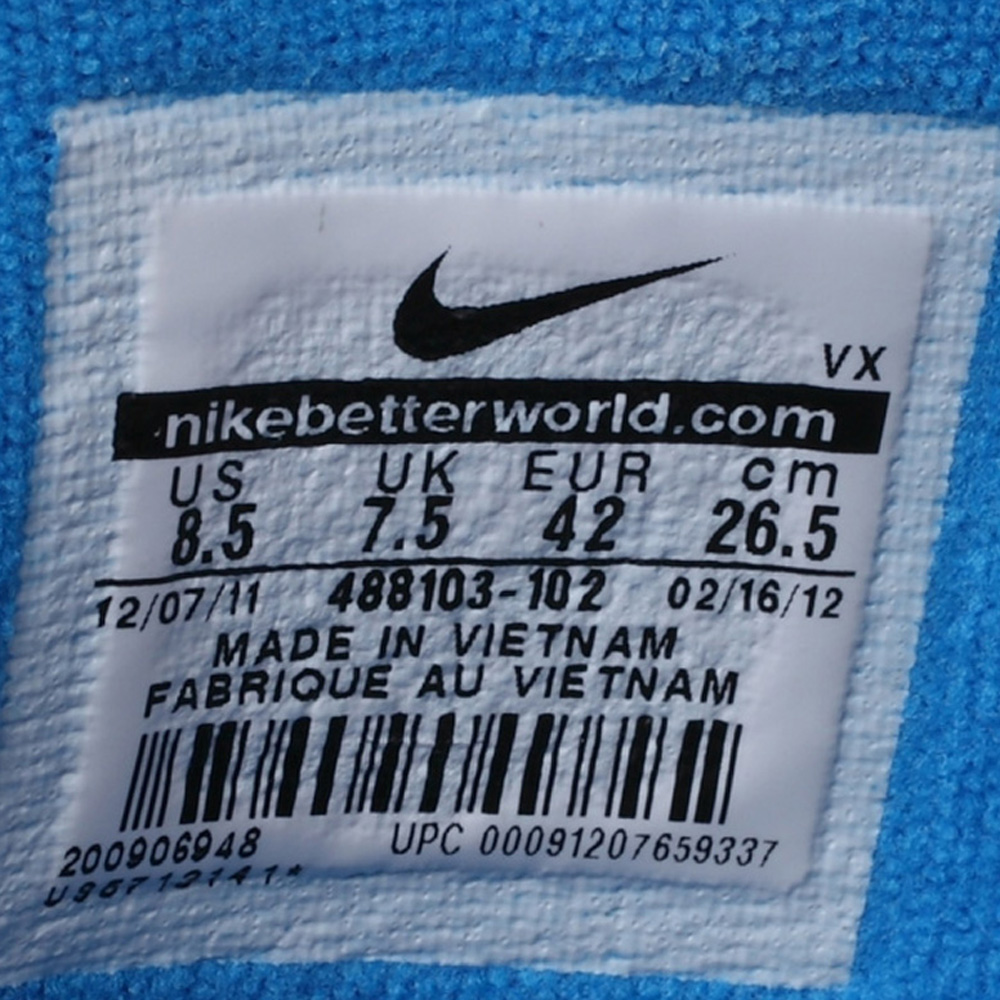 VX
nikebetterworld.com
US UK EUR cm
8.5 7.5 42 26.5
12/07/11 488103-102 02/16/12
MADE IN VIETNAM
FABRIQUE AU VIETNAM
200906948 UPC 00091207659337